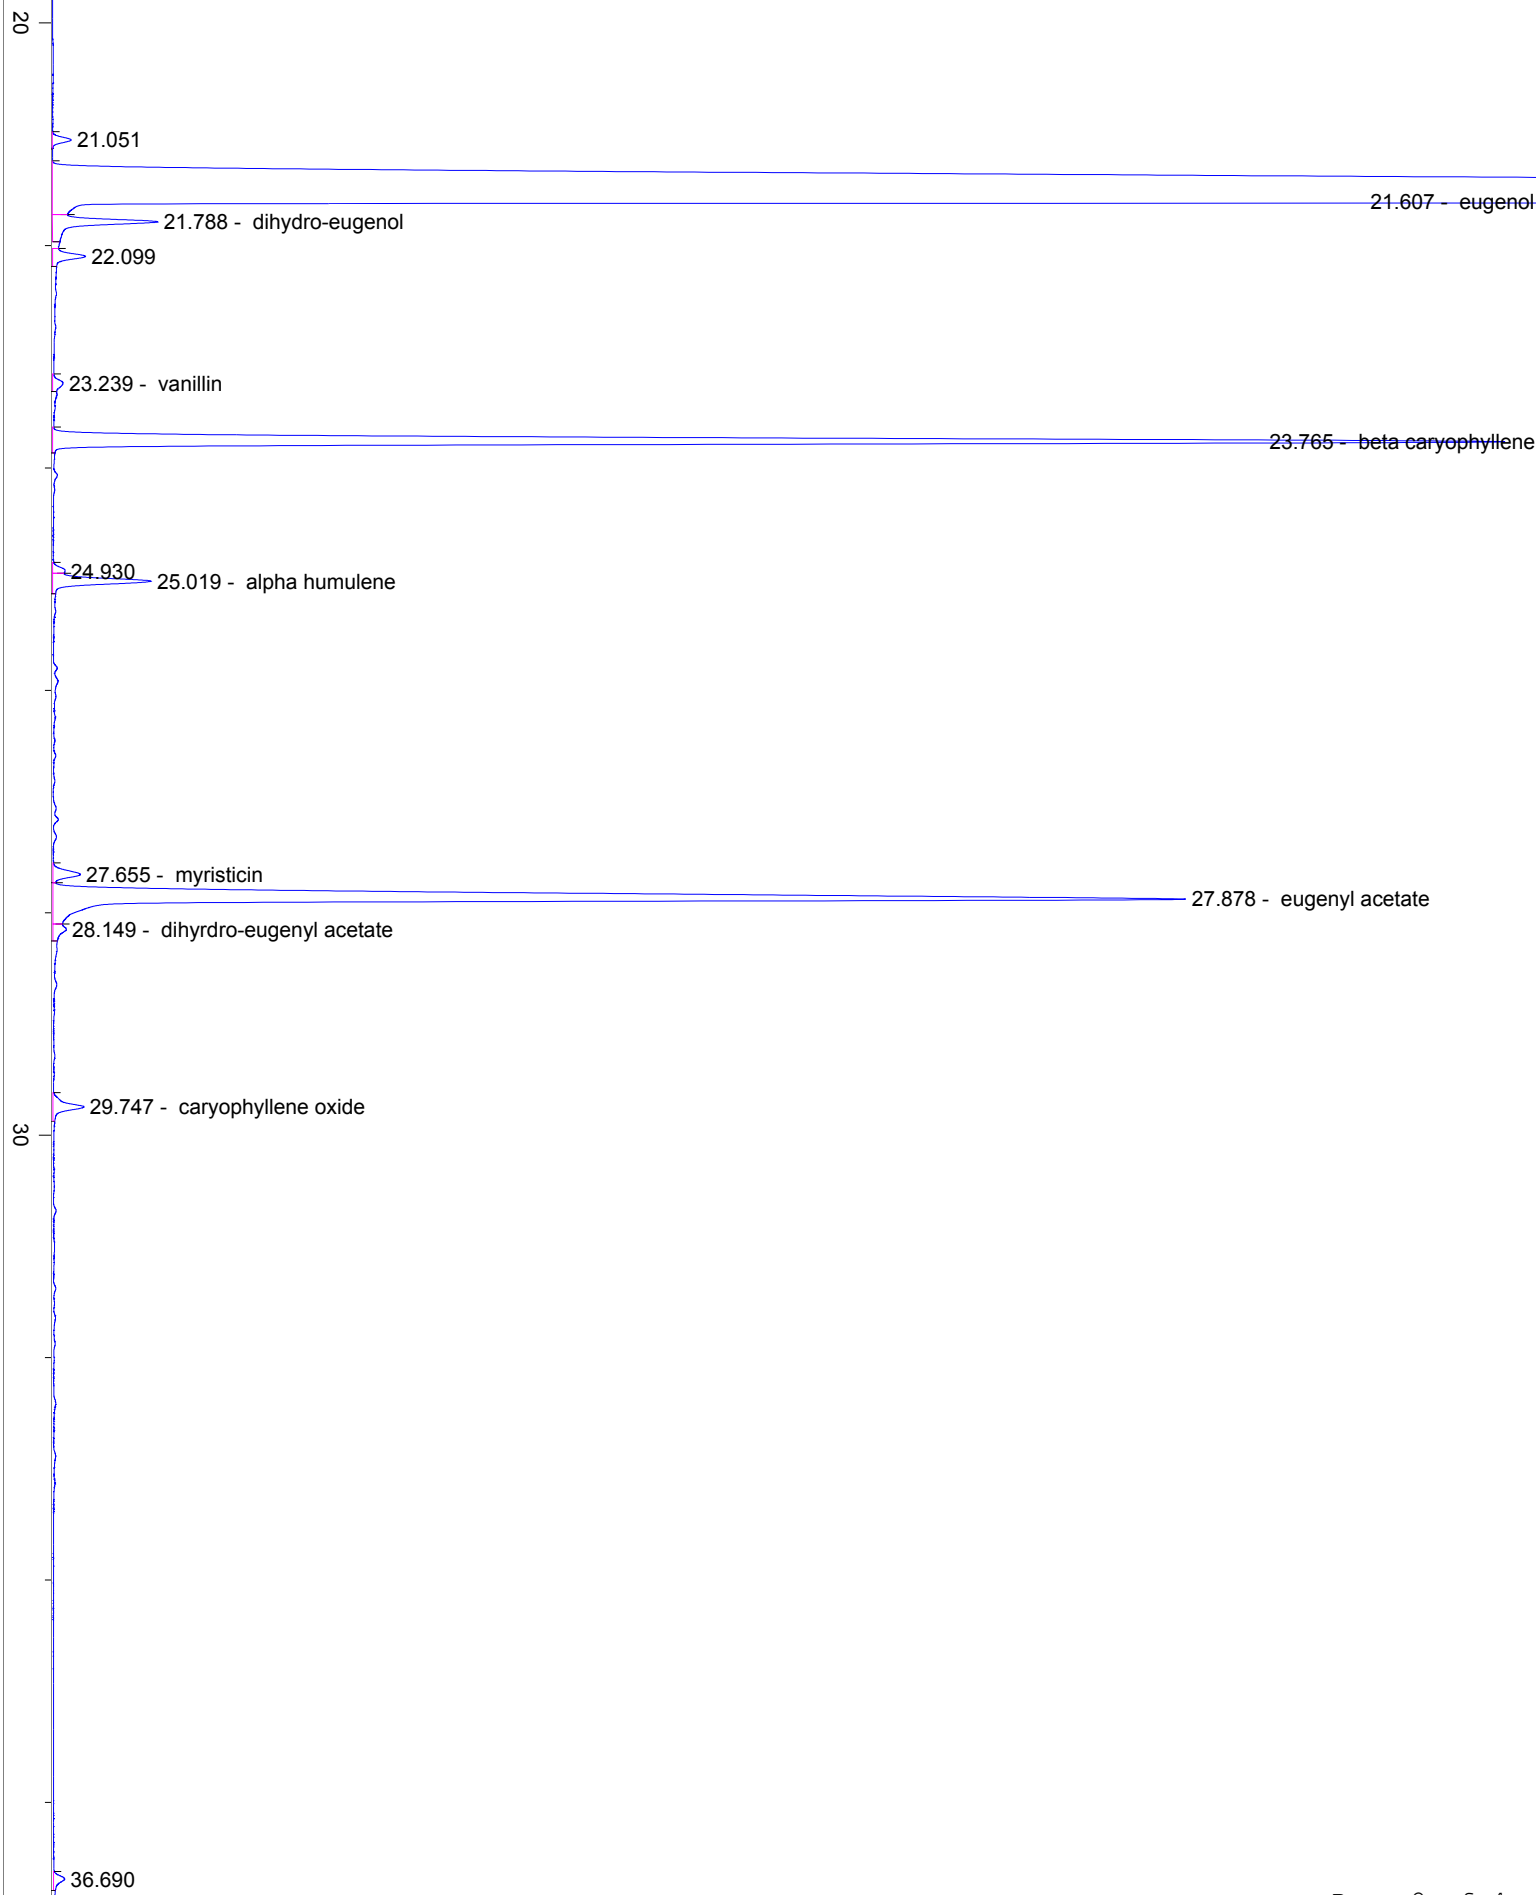 20
21.051
21.607 - eugenol
21.788 - dihydro-eugenol
22.099
23.239 - vanillin
23.765 - beta caryophyllene
24.930
25.019 - alpha humulene
27.655 - myristicin
27.878 - eugenyl acetate
28.149 - dihyrdro-eugenyl acetate
29.747 - caryophyllene oxide
30
36.690